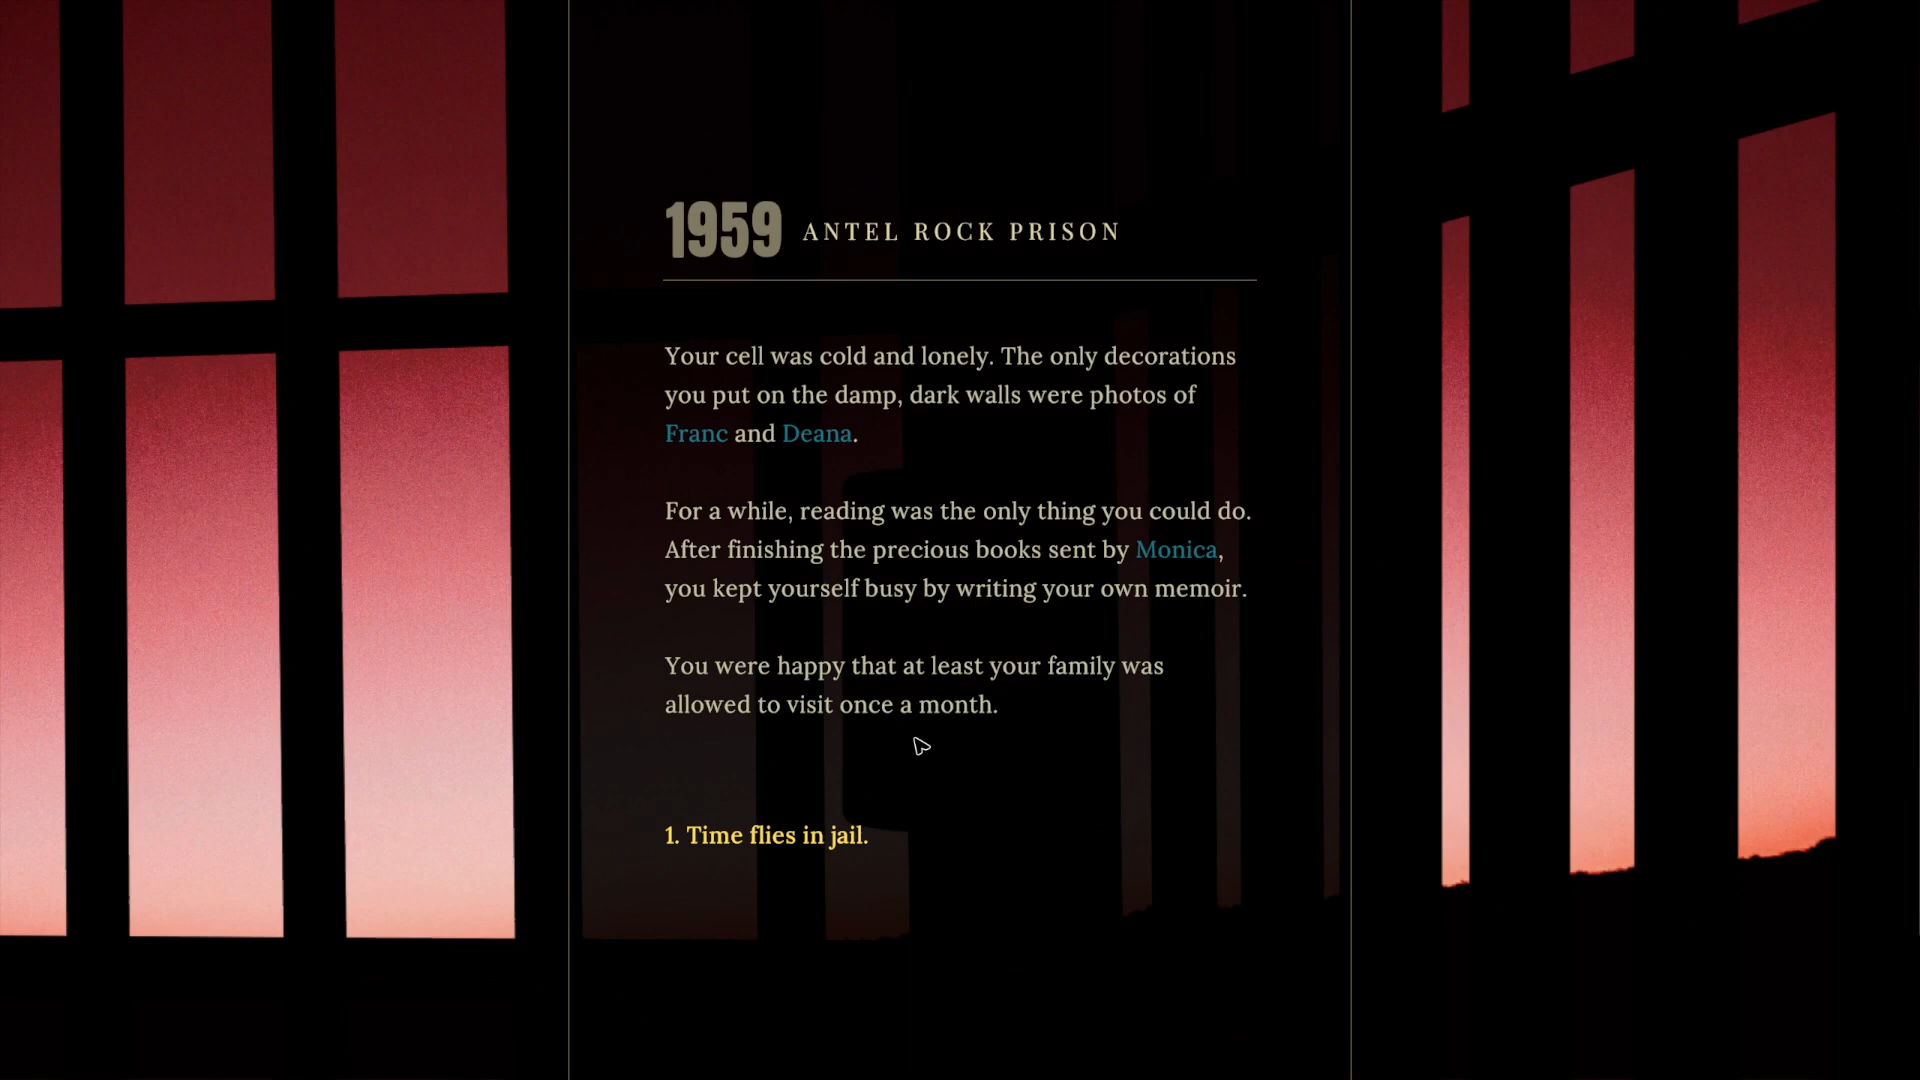 1959 ANTEL ROCK PRISON
Your cell was cold and lonely. The only decorations
you put on the damp, dark walls were photos of
Franc and Deana.
For a while, reading was the only thing you could do.
After finishing the precious books sent by Monica,
you kept yourself busy by writing your own memoir.
You were happy that at least your family was
allowed to visit once a month.
1. Time flies in jail.